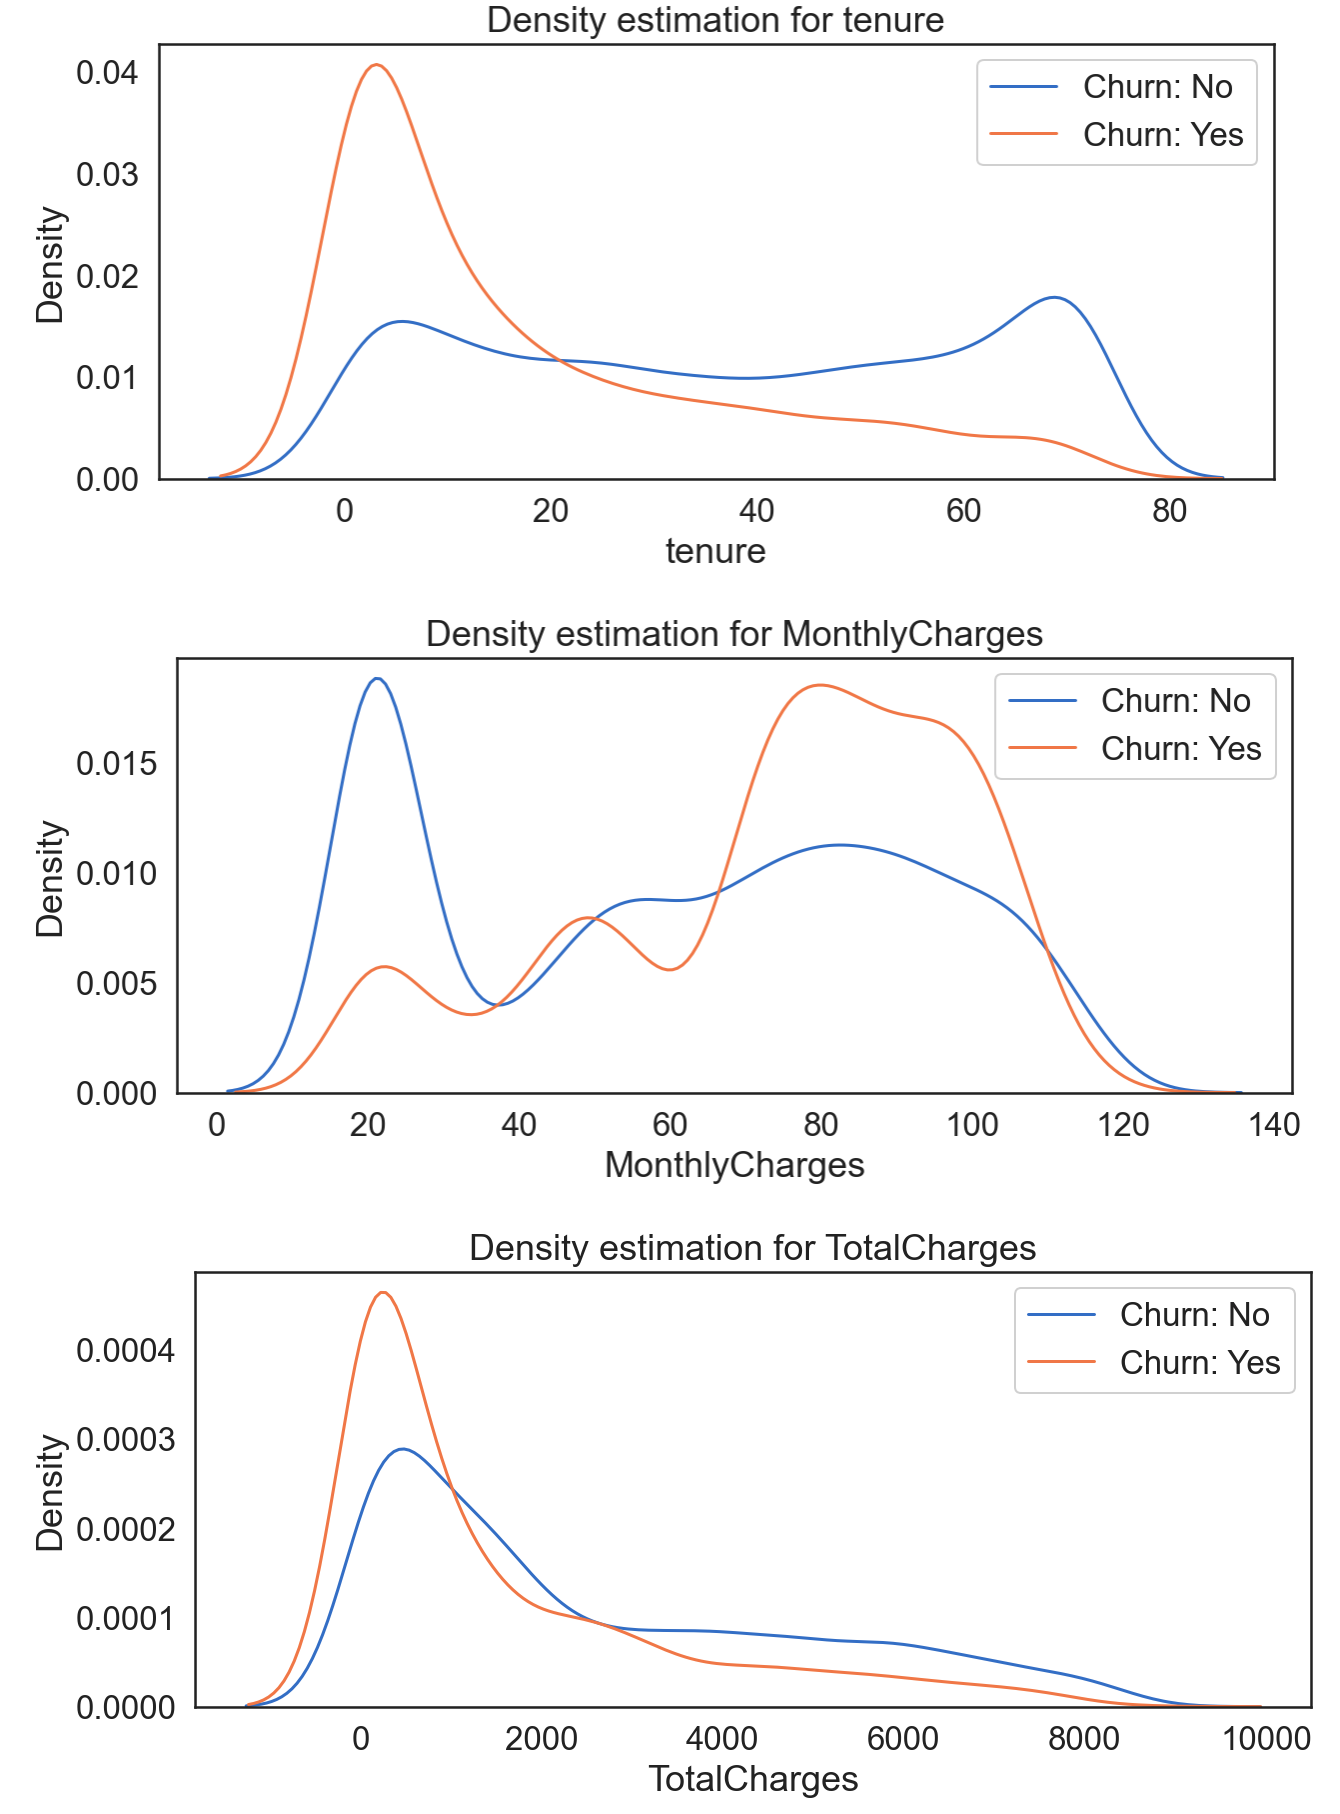 Density estimation for tenure
Churn: No
Churn: Yes
Density
0.04
0.03
0.02
0.01
0.00
0 20 40 60 80
tenure
Density estimation for MonthlyCharges
Churn: No
Churn: Yes
Density
0.015
0.010
0.005
0.000
0 20 40 60 80 100 120 140
MonthlyCharges
Density estimation for TotalCharges
Churn: No
Churn: Yes
Density
0.0004
0.0003
0.0002
0.0001
0.0000
0 2000 4000 6000 8000 10000
TotalCharges